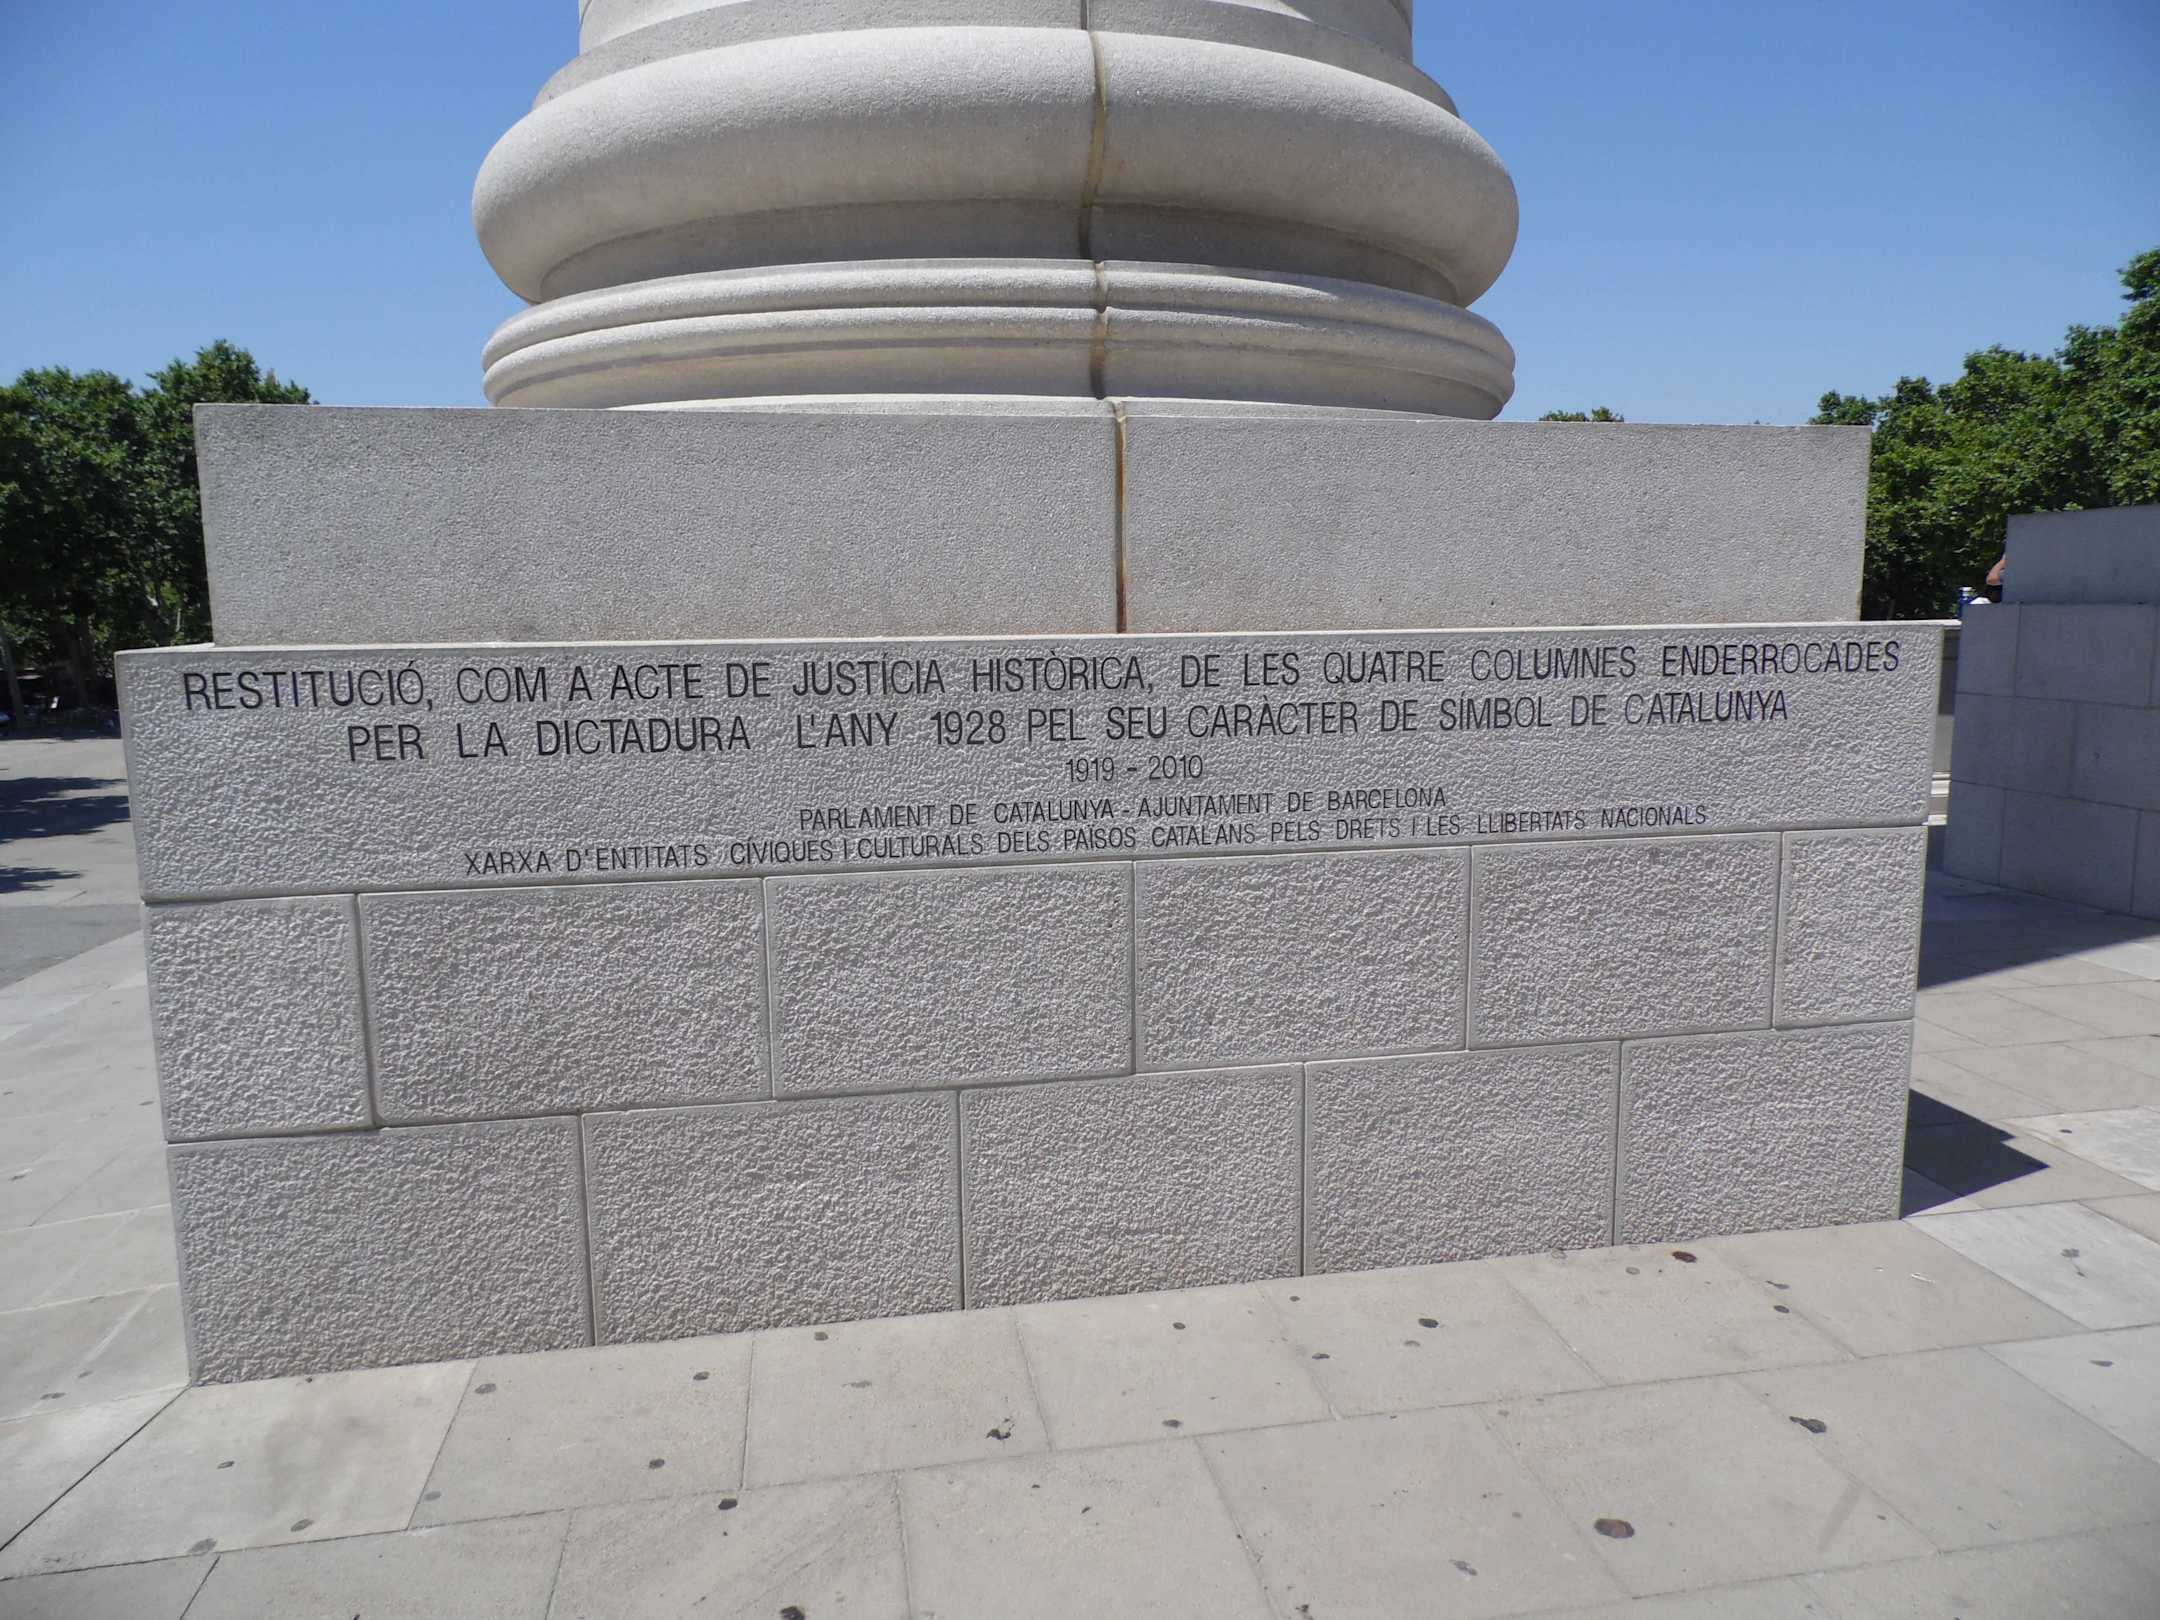 RESTITUCIÓ, COM A ACTE DE JUSTÍCIA HISTÒRICA, DE LES QUATRE COLUMNES ENDERROCADES
PER LA DICTADURA L'ANY 1928 PEL SEU CARÀCTER DE SÍMBOL DE CATALUNYA
1919 - 2010
PARLAMENT DE CATALUNYA - AJUNTAMENT DE BARCELONA
XARXA D'ENTITATS CÍVIQUES I CULTURALS DELS PAÏSOS CATALANS PELS DRETS I LES LLIBERTATS NACIONALS